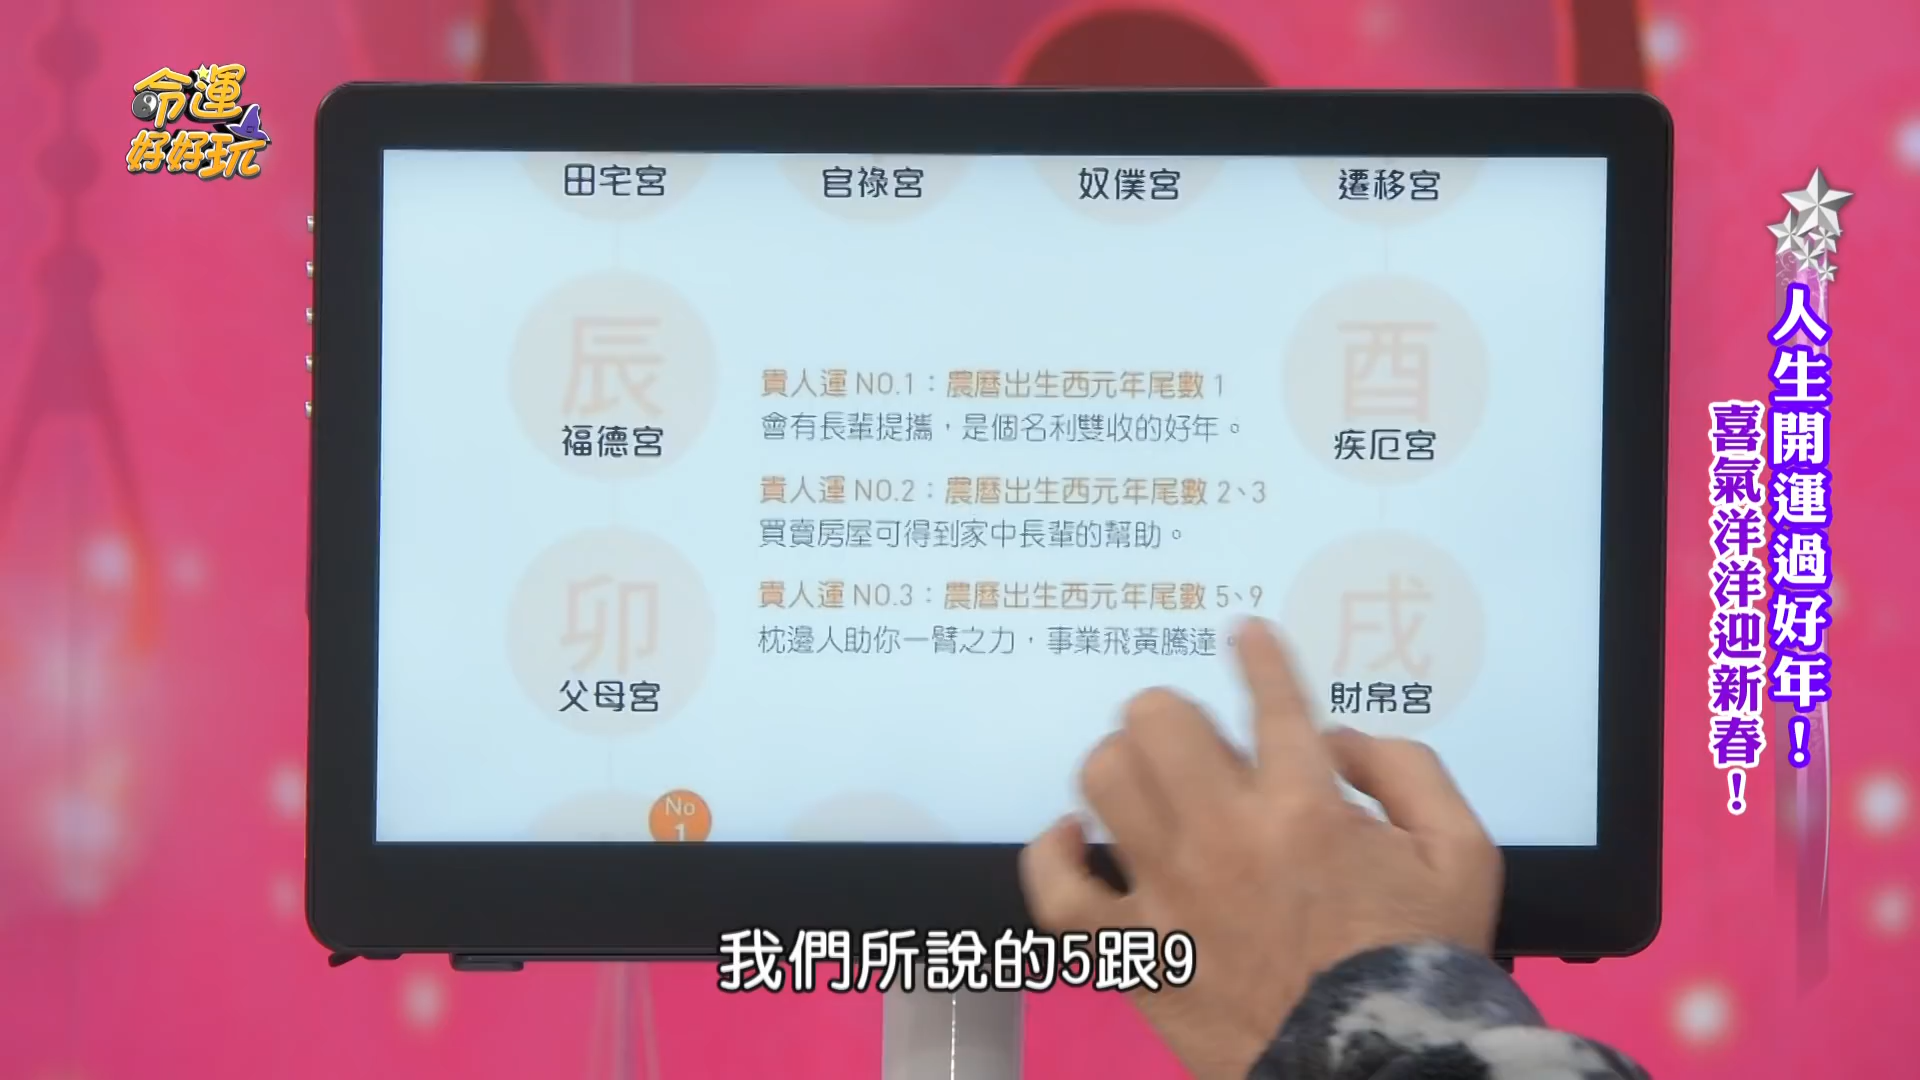 命運
好好玩
田宅宮
官祿宮
奴僕宮
遷移宮
辰
福德宮
酉
疾厄宮
貴人運 NO.1：農曆出生西元年尾數 1
會有長輩提攜，是個名利雙收的好年。
貴人運 NO.2：農曆出生西元年尾數 2、3
買賣房屋可得到家中長輩的幫助。
貴人運 NO.3：農曆出生西元年尾數 5、9
枕邊人助你一臂之力，事業飛黃騰達。
卯
父母宮
戌
財帛宮
No
1
人生開運過好年！
喜氣洋洋迎新春！
我們所說的5跟9